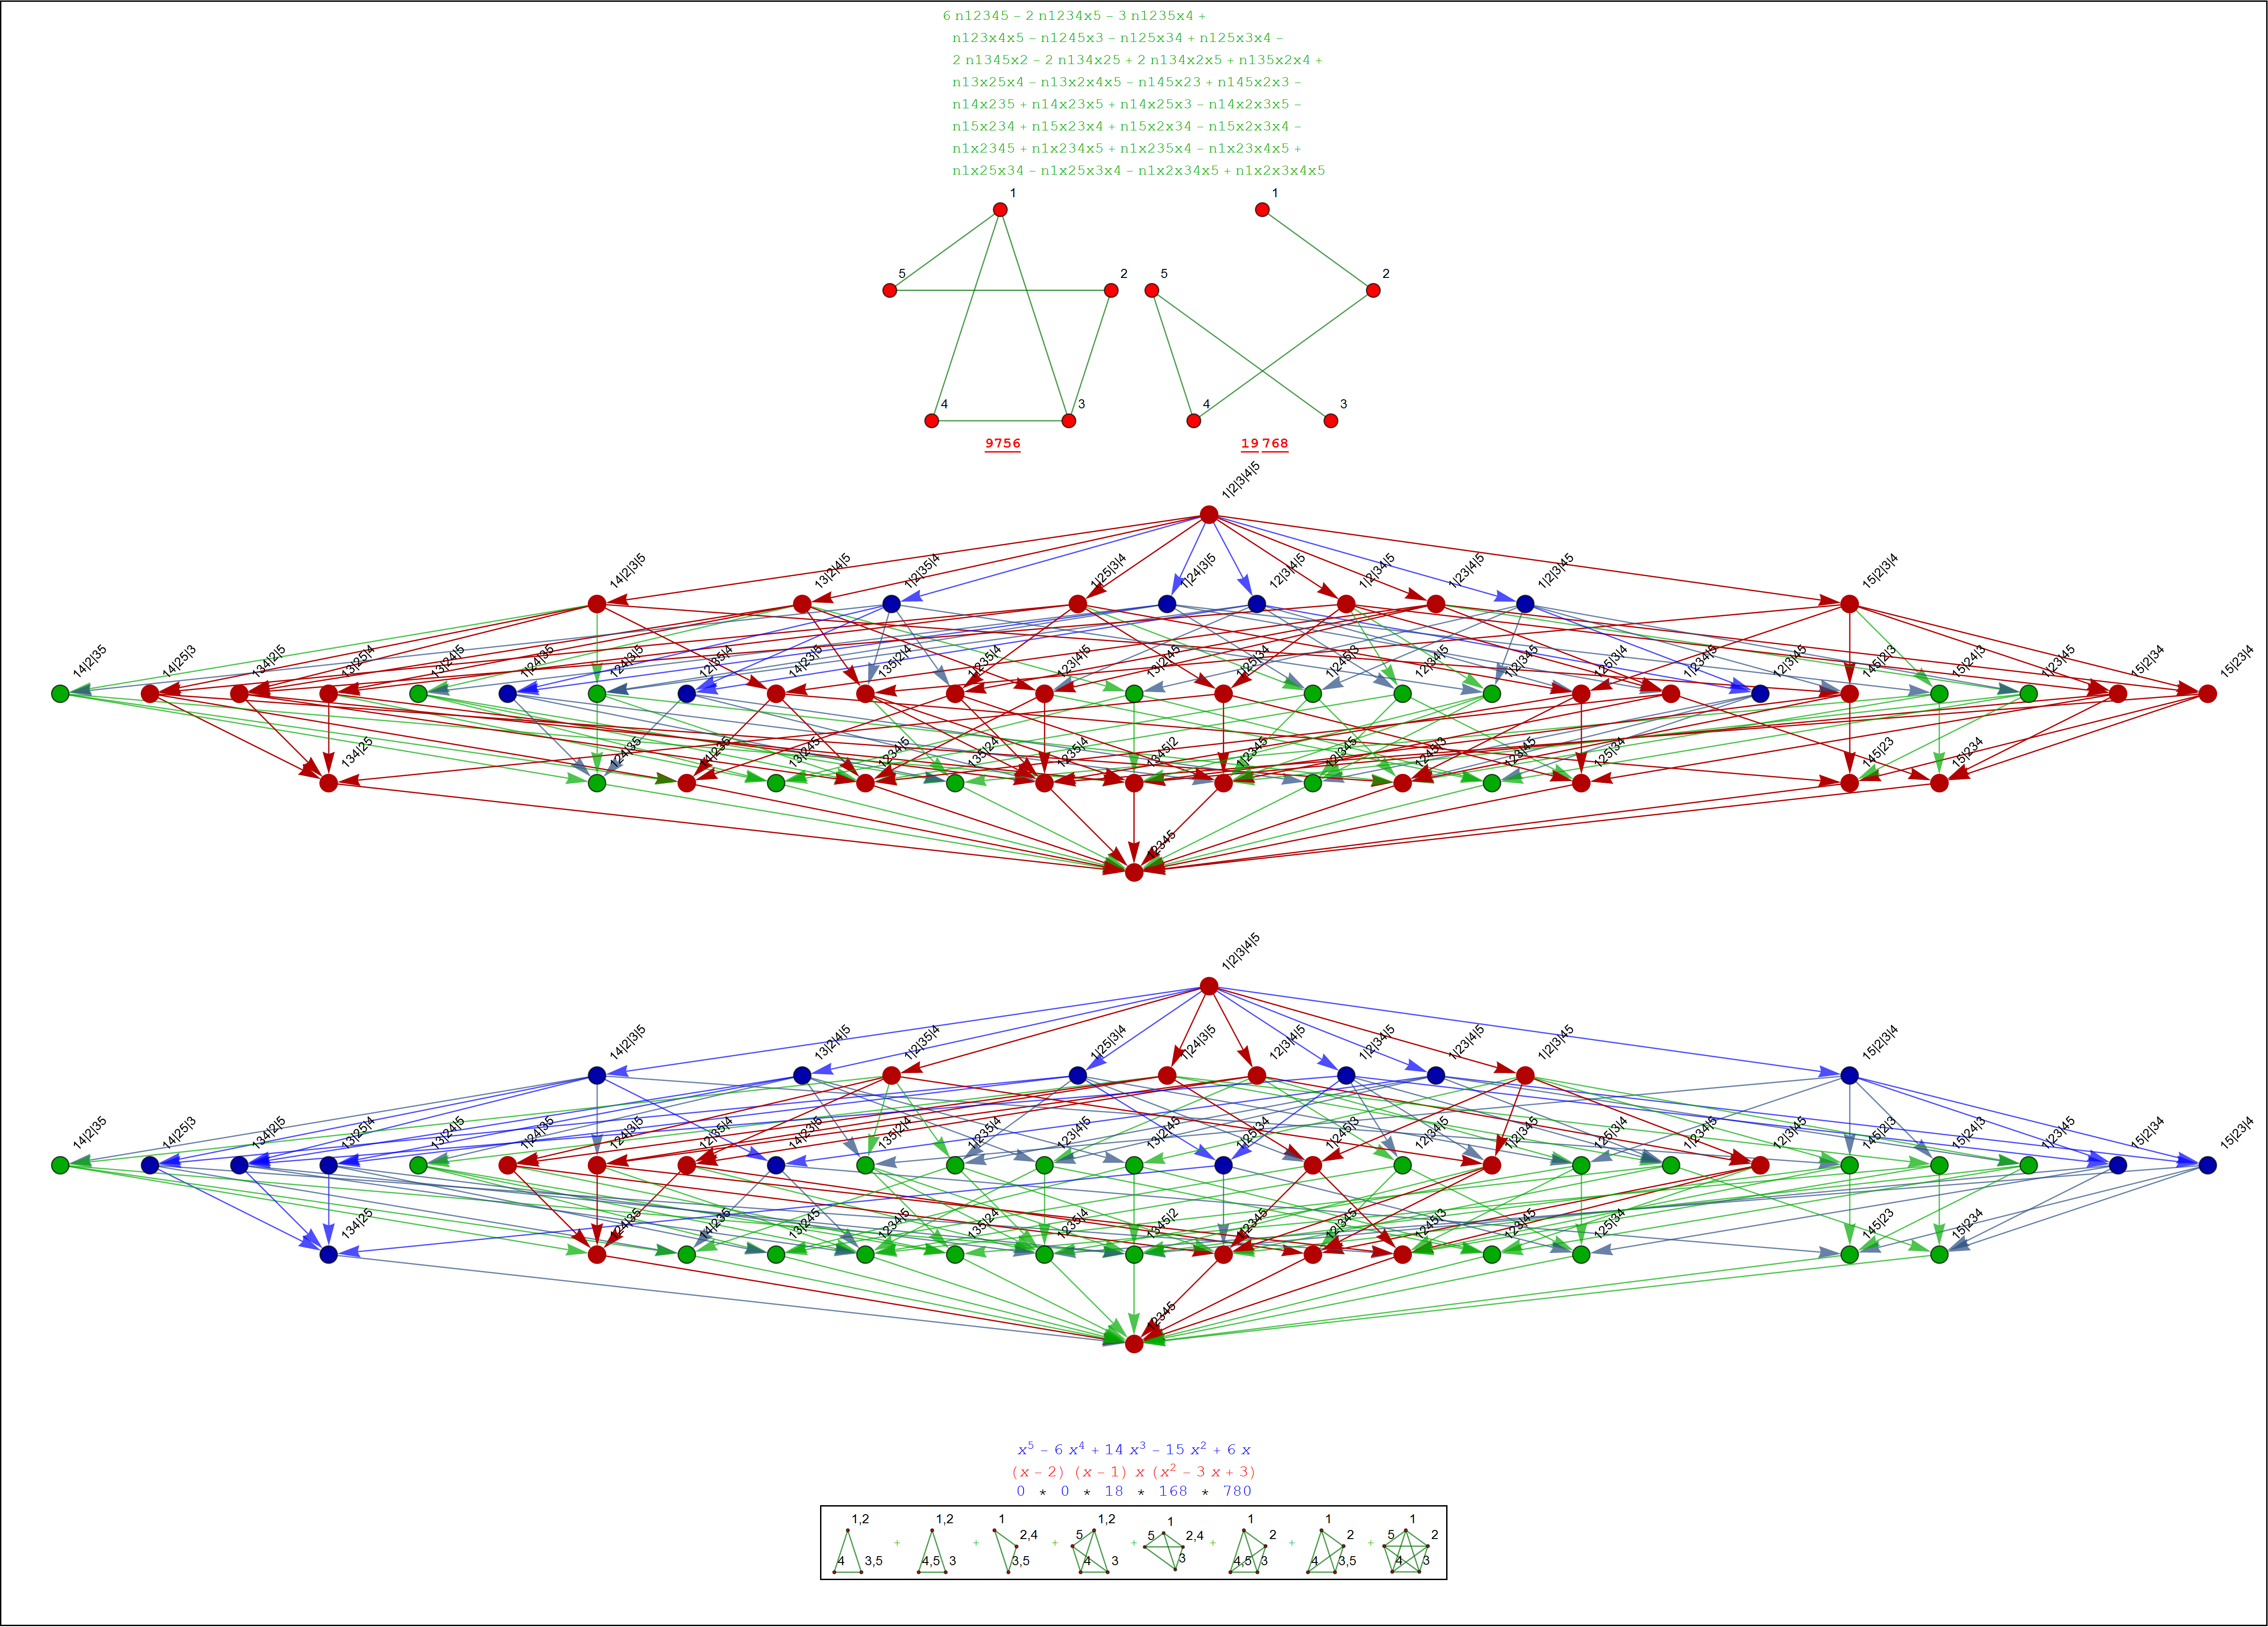 6 n12345 – 2 n1234x5 – 3 n1235x4 +
n123x4x5 – n1245x3 – n125x34 + n125x3x4 –
2 n1345x2 – 2 n134x25 + 2 n134x2x5 + n135x2x4 +
n13x25x4 – n13x2x4x5 – n145x23 + n145x2x3 –
n14x235 + n14x23x5 + n14x25x3 – n14x2x3x5 –
n15x234 + n15x23x4 + n15x2x34 – n15x2x3x4 –
n1x2345 + n1x234x5 + n1x235x4 – n1x23x4x5 +
n1x25x34 – n1x25x3x4 – n1x2x34x5 + n1x2x3x4x5
1 1
5 2 5 2
4 3 4 3
9756 19 768
1|2|3|4|5
14|2|3|5 13|2|4|5 1|2|35|4 1|25|3|4 1|24|3|5 12|3|4|5 1|2|34|5 1|23|4|5 1|2|3|45 15|2|3|4
14|2|35 14|25|3 134|2|5 13|25|4 13|24|5 1|24|35 124|3|5 12|35|4 14|23|5 135|2|4 1|235|4 123|4|5 13|2|45 1|25|34 1|245|3 12|34|5 1|2|345 125|3|4 1|234|5 12|3|45 145|2|3 15|24|3 1|23|45 15|2|34 15|23|4
134|25 124|35 14|235 13|245 1234|5 135|24 1235|4 1345|2 1|2345 12|345 1245|3 123|45 125|34 145|23 15|234
12345
1|2|3|4|5
14|2|3|5 13|2|4|5 1|2|35|4 1|25|3|4 1|24|3|5 12|3|4|5 1|2|34|5 1|23|4|5 1|2|3|45 15|2|3|4
14|2|35 14|25|3 134|2|5 13|25|4 13|24|5 1|24|35 124|3|5 12|35|4 14|23|5 135|2|4 1|235|4 123|4|5 13|2|45 1|25|34 1|245|3 12|34|5 1|2|345 125|3|4 1|234|5 12|3|45 145|2|3 15|24|3 1|23|45 15|2|34 15|23|4
134|25 124|35 14|235 13|245 1234|5 135|24 1235|4 1345|2 1|2345 12|345 1245|3 123|45 125|34 145|23 15|234
12345
x⁵ – 6 x⁴ + 14 x³ – 15 x² + 6 x
(x – 2) (x – 1) x (x² – 3 x + 3)
0 * 0 * 18 * 168 * 780
1,2 4 3,5 + 1,2 4,5 3 + 1 2,4 3,5 + 1,2 5 4 3 + 1 5 2,4 3 + 1 2 4,5 3 + 1 2 4 3,5 + 1 5 2 4 3